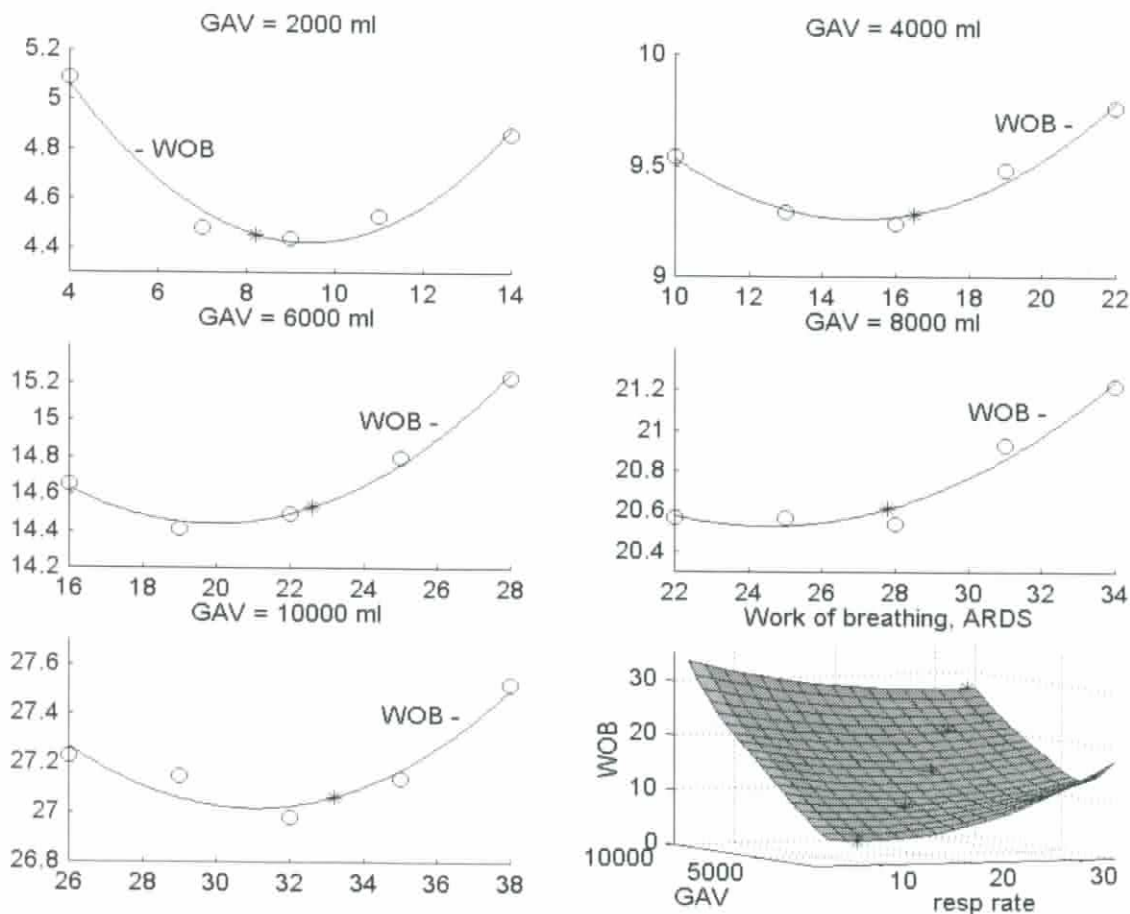 GAV = 2000 ml
5.2
5
4.8
4.6
4.4
- WOB
4 6 8 10 12 14
GAV = 4000 ml
10
9.5
9
WOB -
10 12 14 16 18 20 22
GAV = 6000 ml
15.2
15
14.8
14.6
14.4
14.2
WOB -
16 18 20 22 24 26 28
GAV = 8000 ml
21.2
21
20.8
20.6
20.4
WOB -
22 24 26 28 30 32 34
GAV = 10000 ml
27.6
27.4
27.2
27
26.8
WOB -
26 28 30 32 34 36 38
Work of breathing, ARDS
WOB
30
20
10
0
10000
5000
GAV
10 20 30
resp rate